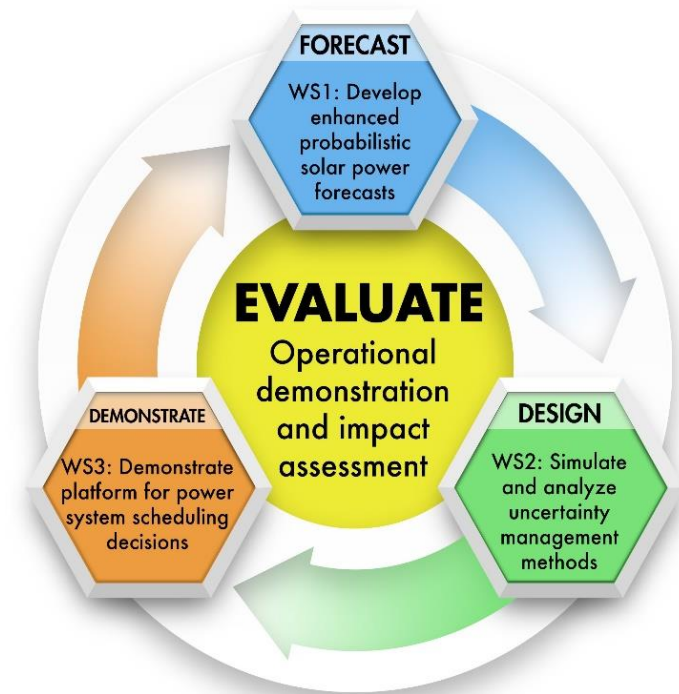 FORECAST
WS1: Develop
enhanced
probabilistic
solar power
forecasts
EVALUATE
Operational
demonstration
and impact
assessment
DEMONSTRATE
WS3: Demonstrate
platform for power
system scheduling
decisions
DESIGN
WS2: Simulate
and analyze
uncertainty
management
methods